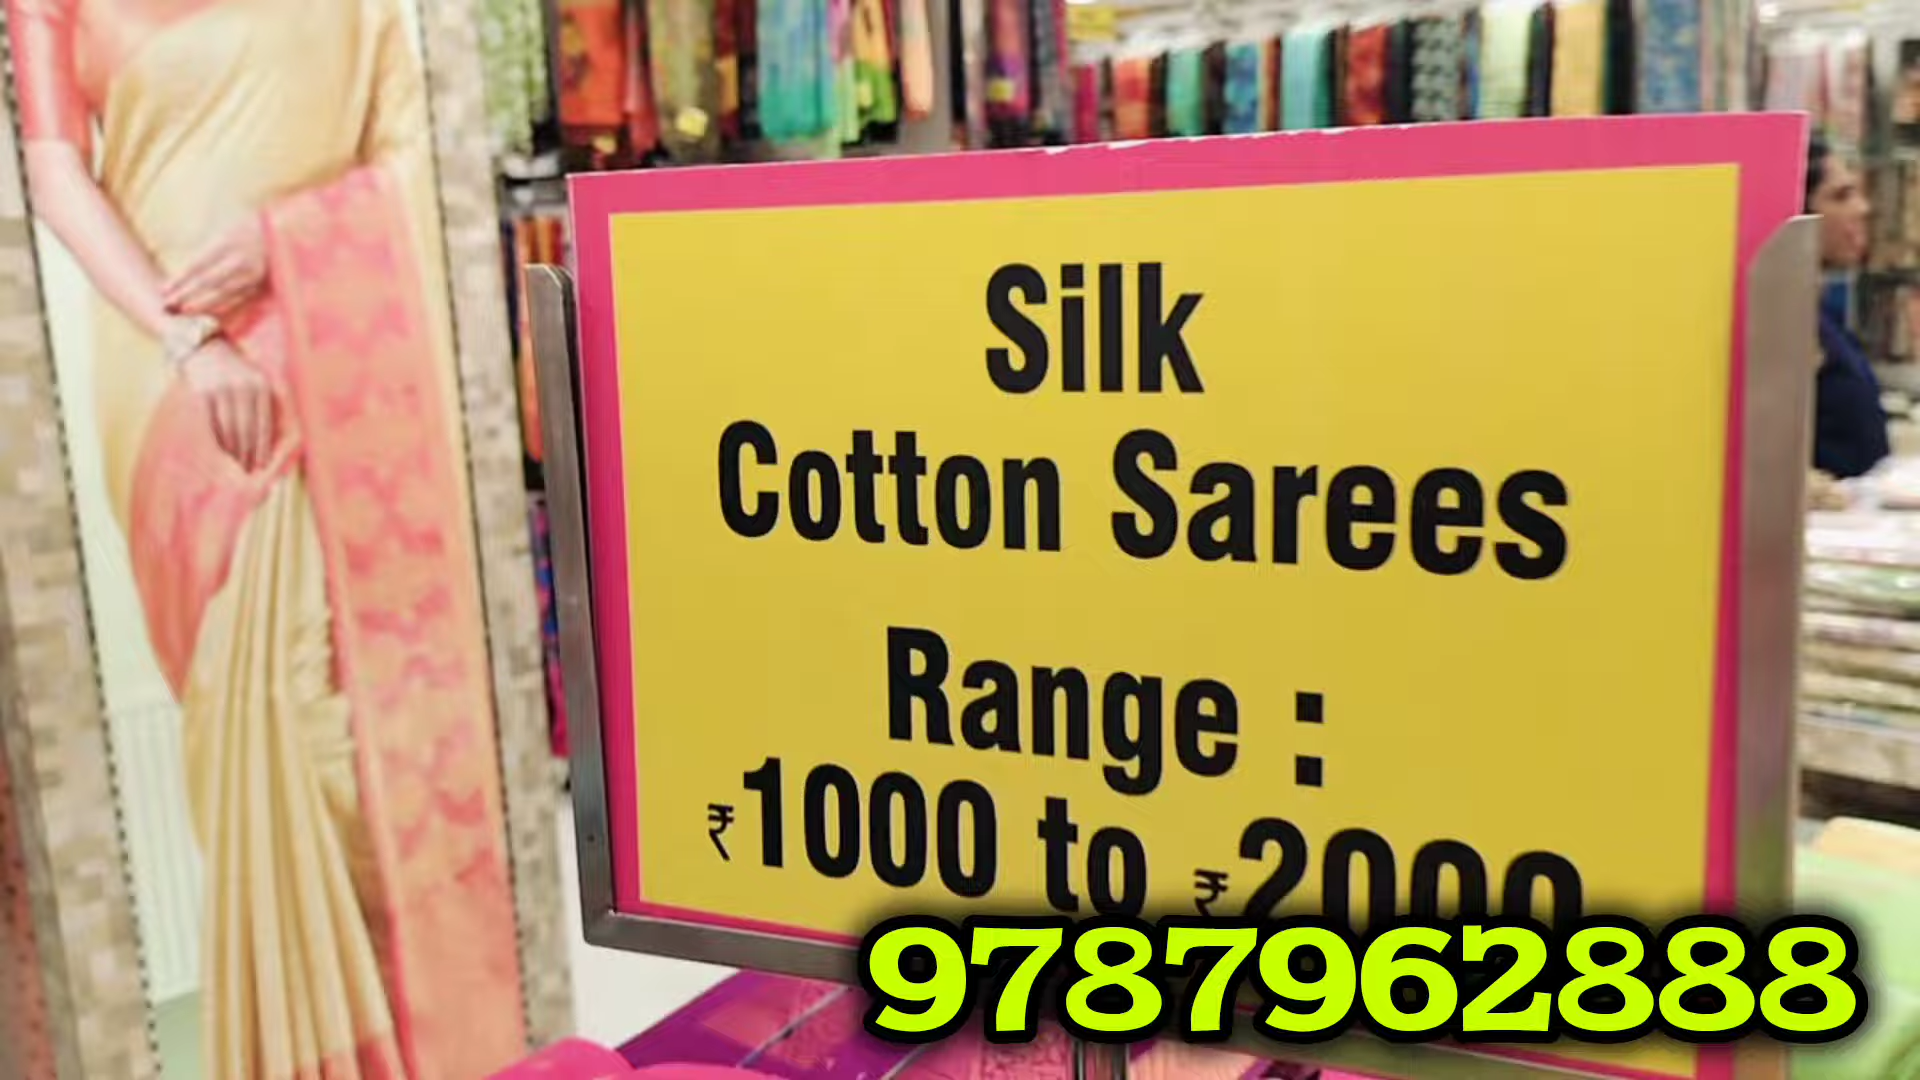 Silk
Cotton Sarees
Range :
₹1000 to ₹2000
9787962888